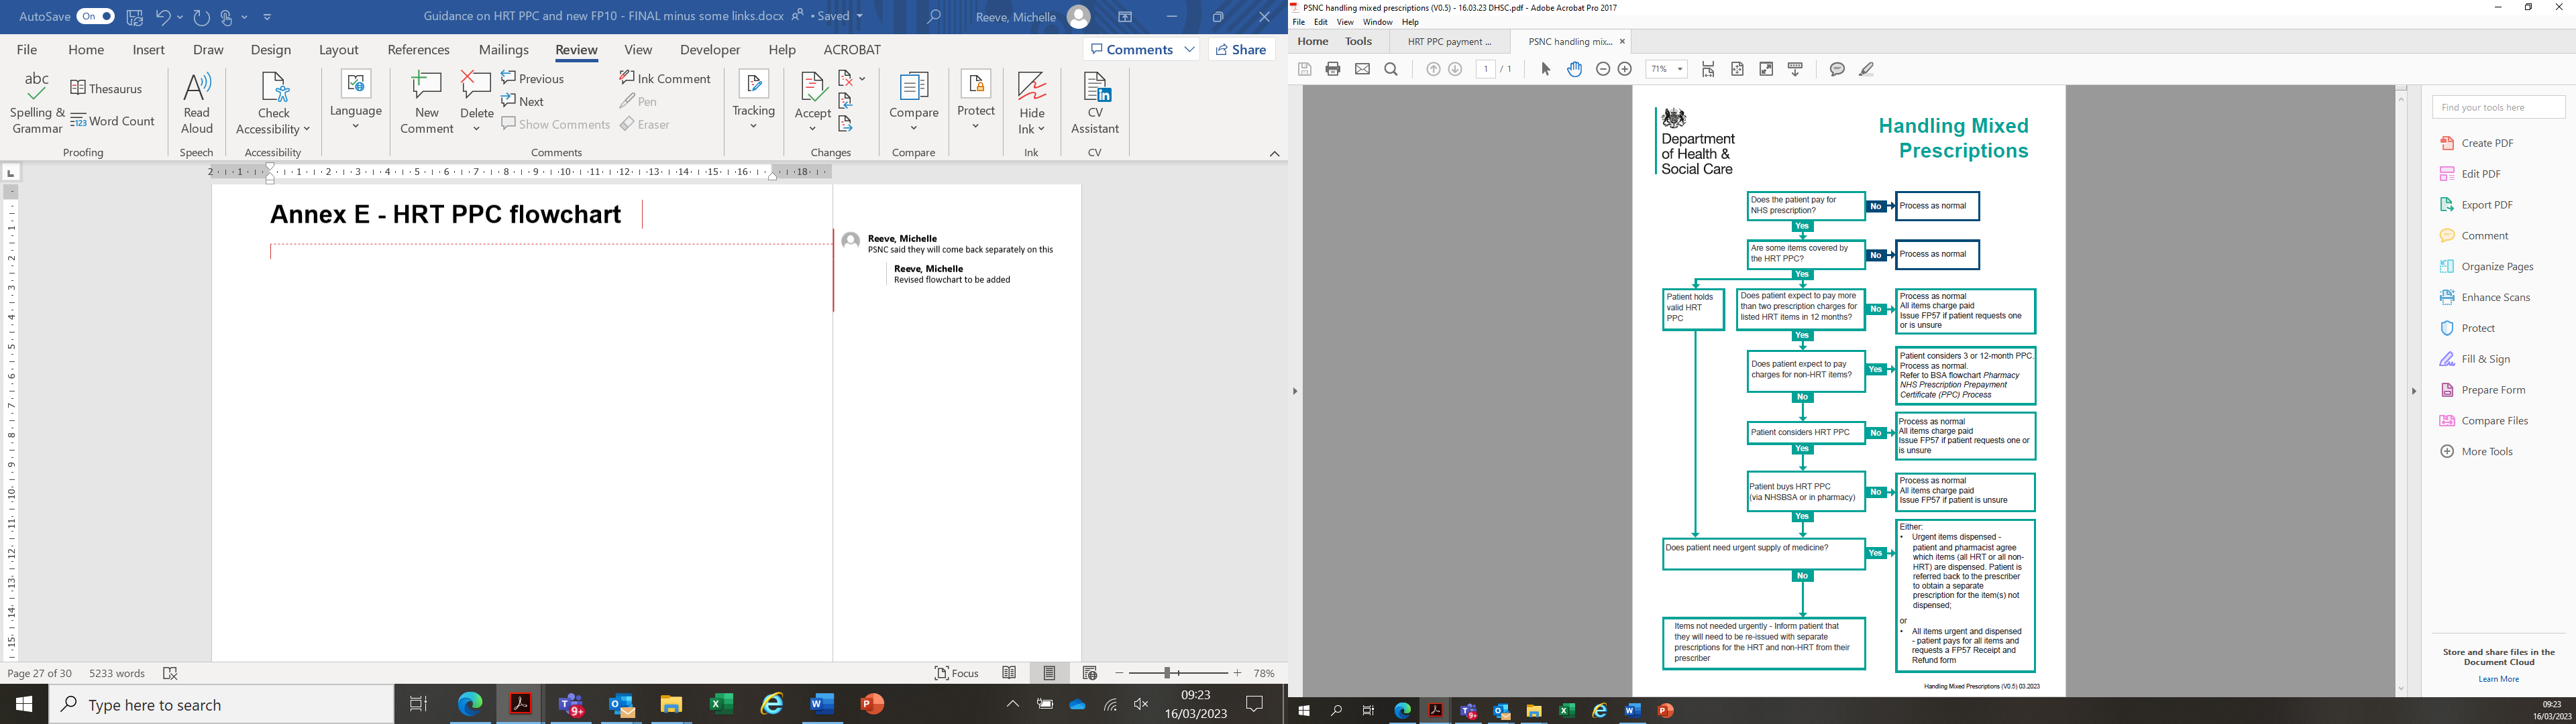 AutoSave On
Guidance on HRT PPC and new FP10 - FINAL minus some links.docx • Saved
Reeve, Michelle
File Home Insert Draw Design Layout References Mailings Review View Developer Help ACROBAT
Comments Share
abc
Spelling &
Grammar
Thesaurus
123 Word Count
Proofing
Read
Aloud
Speech
Check
Accessibility
Accessibility
Language
New
Comment
Delete
Previous
Next
Show Comments
Ink Comment
Pen
Eraser
Comments
Tracking
Accept
Changes
Compare
Compare
Protect
Hide
Ink
Ink
CV
Assistant
CV
Annex E - HRT PPC flowchart
Reeve, Michelle
PSNC said they will come back separately on this
Reeve, Michelle
Revised flowchart to be added
Page 27 of 30 5233 words
Focus
78%
Type here to search
9+
09:23
16/03/2023
PSNC handling mixed prescriptions (V0.5) - 16.03.23 DHSC.pdf - Adobe Acrobat Pro 2017
File Edit View Window Help
Home Tools HRT PPC payment ... PSNC handling mix... ×
1 / 1
71%
Department
of Health &
Social Care
Handling Mixed
Prescriptions
Does the patient pay for
NHS prescription?
No
Process as normal
Yes
Are some items covered by
the HRT PPC?
No
Process as normal
Yes
Patient holds
valid HRT
PPC
Does patient expect to pay more
than two prescription charges for
listed HRT items in 12 months?
No
Process as normal
All items charge paid
Issue FP57 if patient requests one
or is unsure
Yes
Does patient expect to pay
charges for non-HRT items?
Yes
Patient considers 3 or 12-month PPC.
Process as normal.
Refer to BSA flowchart Pharmacy
NHS Prescription Prepayment
Certificate (PPC) Process
No
Patient considers HRT PPC
No
Process as normal
All items charge paid
Issue FP57 if patient requests one or
is unsure
Yes
Patient buys HRT PPC
(via NHSBSA or in pharmacy)
No
Process as normal
All items charge paid
Issue FP57 if patient is unsure
Yes
Does patient need urgent supply of medicine?
Yes
Either:
• Urgent items dispensed -
patient and pharmacist agree
which items (all HRT or all non-
HRT) are dispensed. Patient is
referred back to the prescriber
to obtain a separate
prescription for the item(s) not
dispensed;
or
• All items urgent and dispensed
- patient pays for all items and
requests a FP57 Receipt and
Refund form
No
Items not needed urgently - Inform patient that
they will need to be re-issued with separate
prescriptions for the HRT and non-HRT from their
prescriber
Handling Mixed Prescriptions (V0.5) 03.2023
Find your tools here
Create PDF
Edit PDF
Export PDF
Comment
Organize Pages
Enhance Scans
Protect
Fill & Sign
Prepare Form
Compare Files
More Tools
Store and share files in the
Document Cloud
Learn More
09:23
16/03/2023